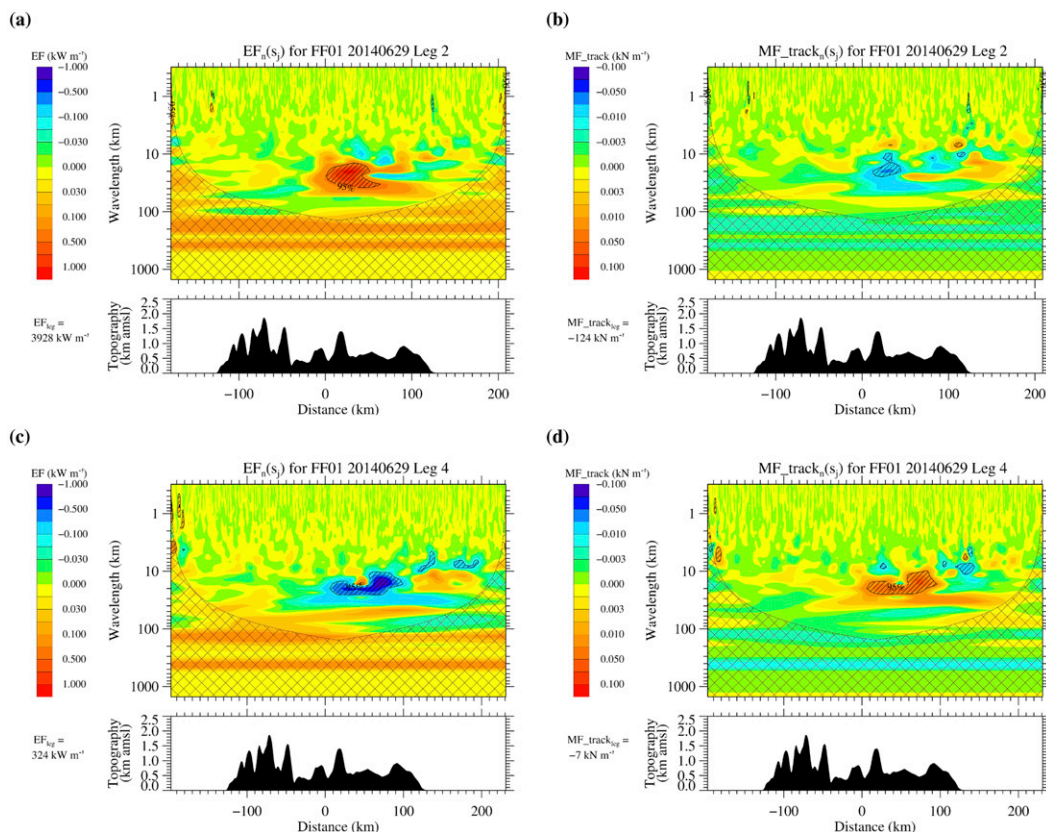 (a)
EFₙ(sⱼ) for FF01 20140629 Leg 2
EF (kW m⁻¹)
−1.000
−0.500
−0.100
−0.030
0.000
0.030
0.100
0.500
1.000
Wavelength (km)
1
10
100
1000
95%
EFₗₑg =
3928 kW m⁻¹
Topography
(km amsl)
2.5
2.0
1.5
1.0
0.5
0.0
−100 0 100 200
Distance (km)
(b)
MF_trackₙ(sⱼ) for FF01 20140629 Leg 2
MF_track (kN m⁻¹)
−0.100
−0.050
−0.010
−0.003
0.000
0.003
0.010
0.050
0.100
Wavelength (km)
1
10
100
1000
95%
MF_trackₗₑg =
−124 kN m⁻¹
Topography
(km amsl)
2.5
2.0
1.5
1.0
0.5
0.0
−100 0 100 200
Distance (km)
(c)
EFₙ(sⱼ) for FF01 20140629 Leg 4
EF (kW m⁻¹)
−1.000
−0.500
−0.100
−0.030
0.000
0.030
0.100
0.500
1.000
Wavelength (km)
1
10
100
1000
EFₗₑg =
324 kW m⁻¹
Topography
(km amsl)
2.5
2.0
1.5
1.0
0.5
0.0
−100 0 100 200
Distance (km)
(d)
MF_trackₙ(sⱼ) for FF01 20140629 Leg 4
MF_track (kN m⁻¹)
−0.100
−0.050
−0.010
−0.003
0.000
0.003
0.010
0.050
0.100
Wavelength (km)
1
10
100
1000
95%
MF_trackₗₑg =
−7 kN m⁻¹
Topography
(km amsl)
2.5
2.0
1.5
1.0
0.5
0.0
−100 0 100 200
Distance (km)